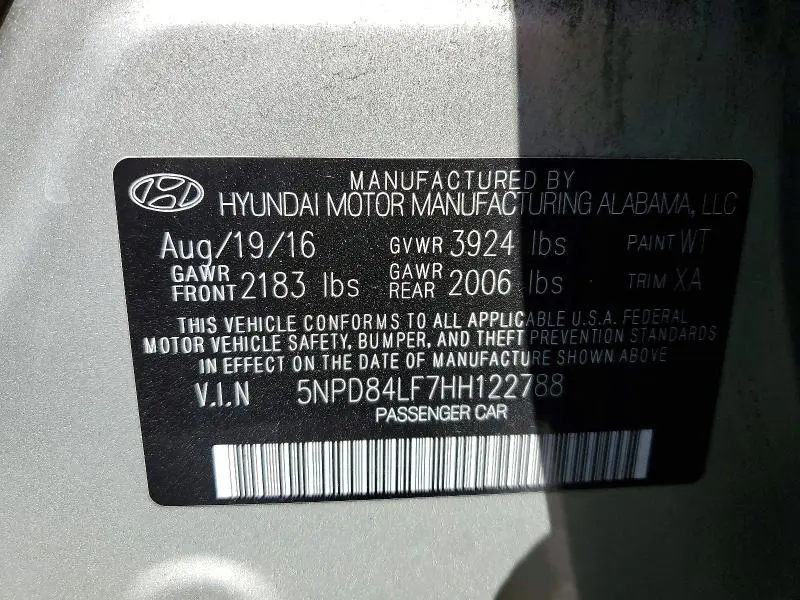 MANUFACTURED BY
HYUNDAI MOTOR MANUFACTURING ALABAMA, LLC
Aug/19/16 GVWR 3924 lbs PAINT WT
GAWR FRONT 2183 lbs GAWR REAR 2006 lbs TRIM XA
THIS VEHICLE CONFORMS TO ALL APPLICABLE U.S.A. FEDERAL
MOTOR VEHICLE SAFETY, BUMPER, AND THEFT PREVENTION STANDARDS
IN EFFECT ON THE DATE OF MANUFACTURE SHOWN ABOVE.
V.I.N 5NPD84LF7HH122788
PASSENGER CAR